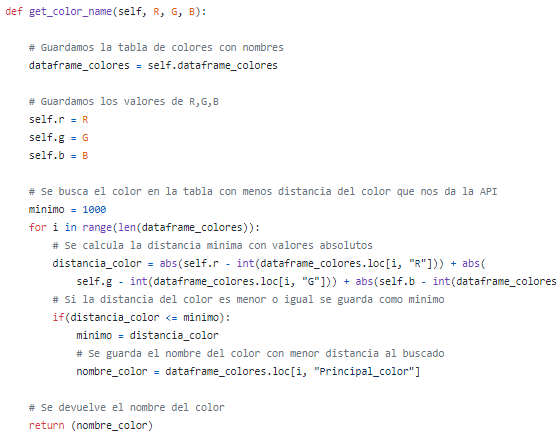 def get_color_name(self, R, G, B):
# Guardamos la tabla de colores con nombres
dataframe_colores = self.dataframe_colores
# Guardamos los valores de R,G,B
self.r = R
self.g = G
self.b = B
# Se busca el color en la tabla con menos distancia del color que nos da la API
minimo = 1000
for i in range(len(dataframe_colores)):
# Se calcula la distancia minima con valores absolutos
distancia_color = abs(self.r - int(dataframe_colores.loc[i, "R"])) + abs(
self.g - int(dataframe_colores.loc[i, "G"])) + abs(self.b - int(dataframe_colores
# Si la distancia del color es menor o igual se guarda como minimo
if(distancia_color <= minimo):
minimo = distancia_color
# Se guarda el nombre del color con menor distancia al buscado
nombre_color = dataframe_colores.loc[i, "Principal_color"]
# Se devuelve el nombre del color
return (nombre_color)